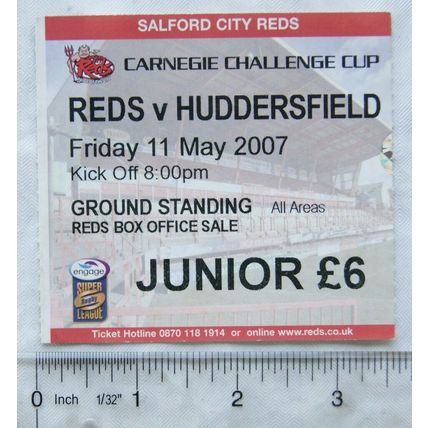 SALFORD CITY REDS
Reds
CARNEGIE CHALLENGE CUP
REDS v HUDDERSFIELD
Friday 11 May 2007
Kick Off 8:00pm
GROUND STANDING All Areas
REDS BOX OFFICE SALE
engage
SUPER
Rugby
LEAGUE
JUNIOR £6
Ticket Hotline 0870 118 1914 or online www.reds.co.uk
0 Inch 1/32" 1 2 3